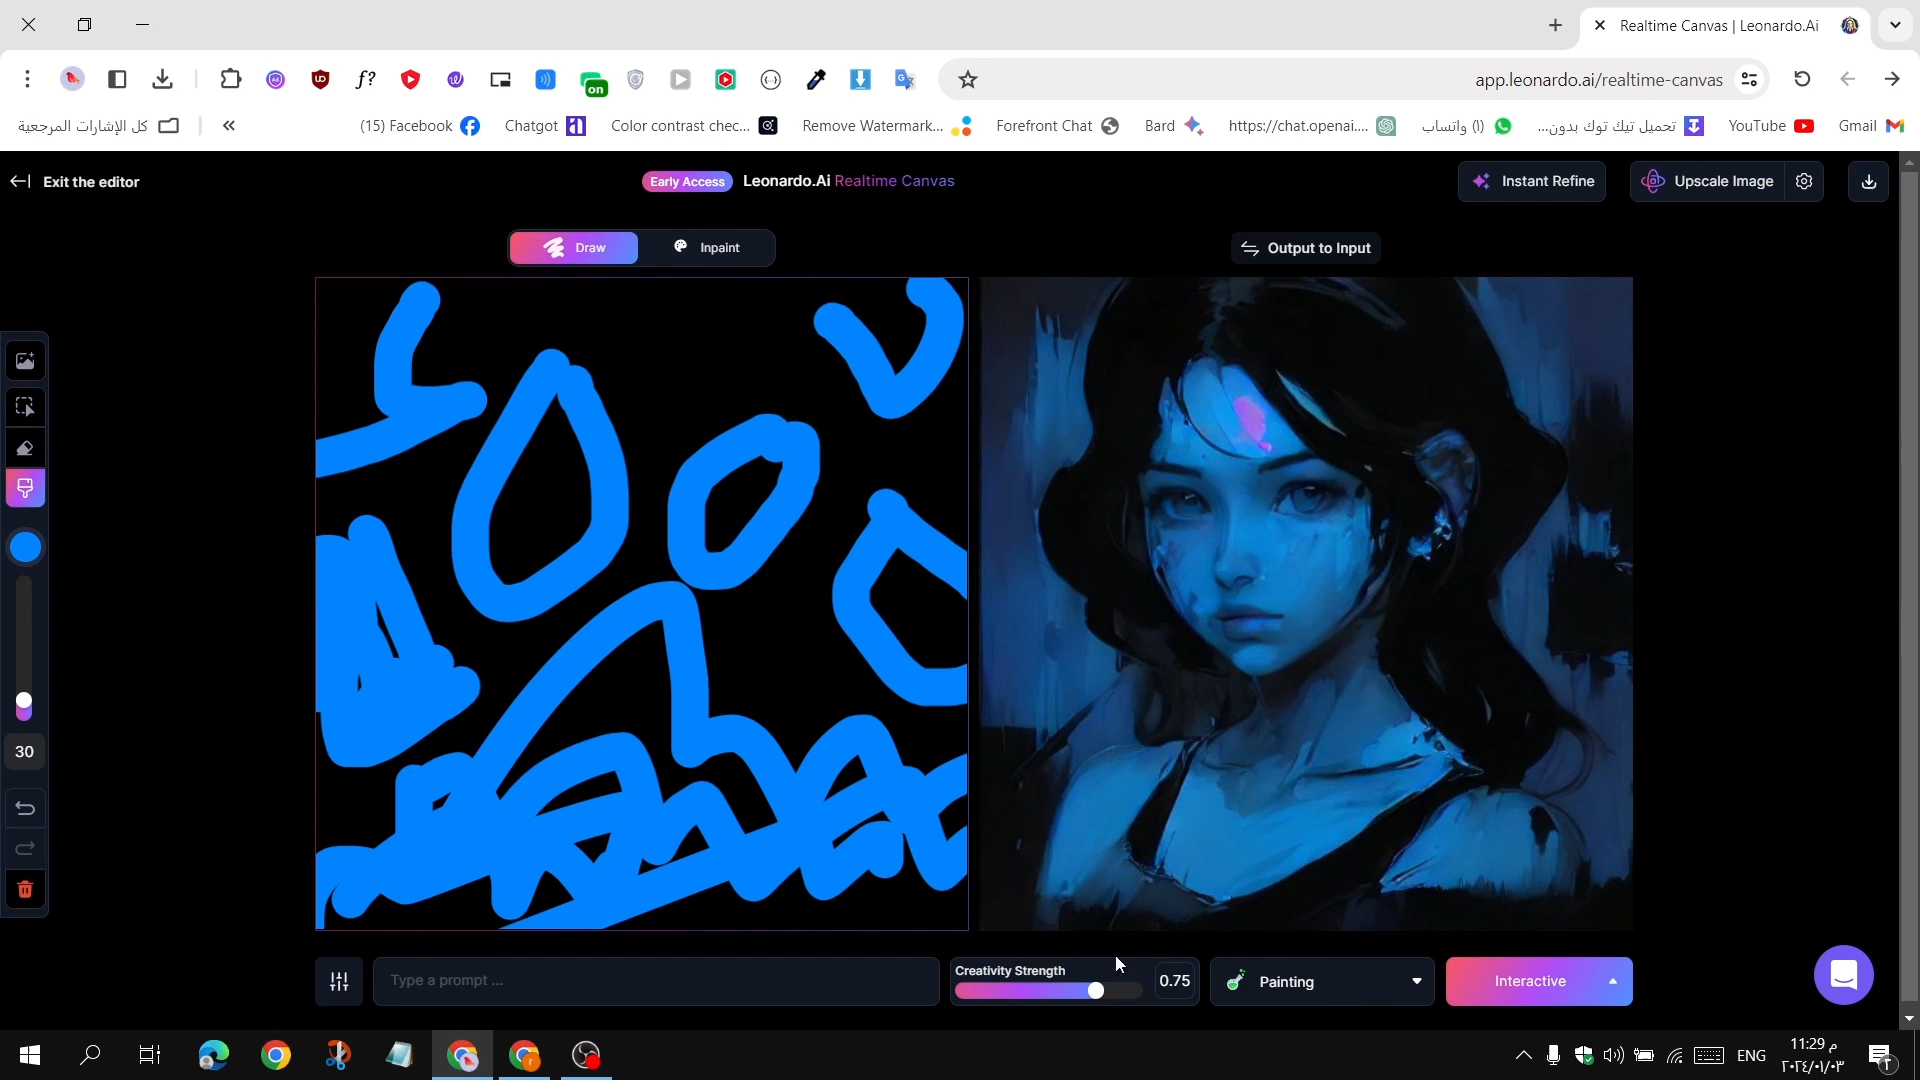 Realtime Canvas | Leonardo.Ai
app.leonardo.ai/realtime-canvas
on
كل الإشارات المرجعية
(15) Facebook
Chatgot
Color contrast chec...
Remove Watermark...
Forefront Chat
Bard
https://chat.openai....
(1) واتساب
تحميل تيك توك بدون...
YouTube
Gmail
Exit the editor
Early Access
Leonardo.Ai Realtime Canvas
Instant Refine
Upscale Image
Draw
Inpaint
Output to Input
30
Type a prompt ...
Creativity Strength
0.75
Painting
Interactive
ENG
11:29 م
٢٠٢٤/٠١/٠٣
٢